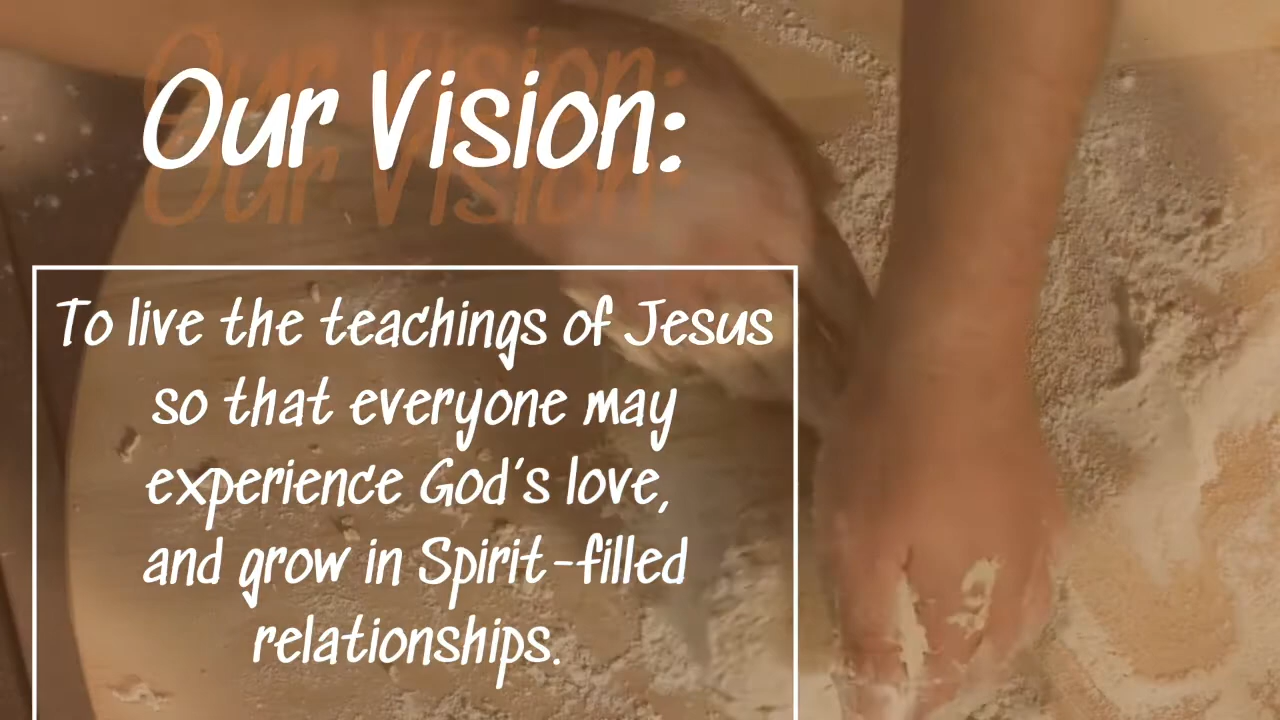 Our Vision:
To live the teachings of Jesus
so that everyone may
experience God's love,
and grow in Spirit-filled
relationships.